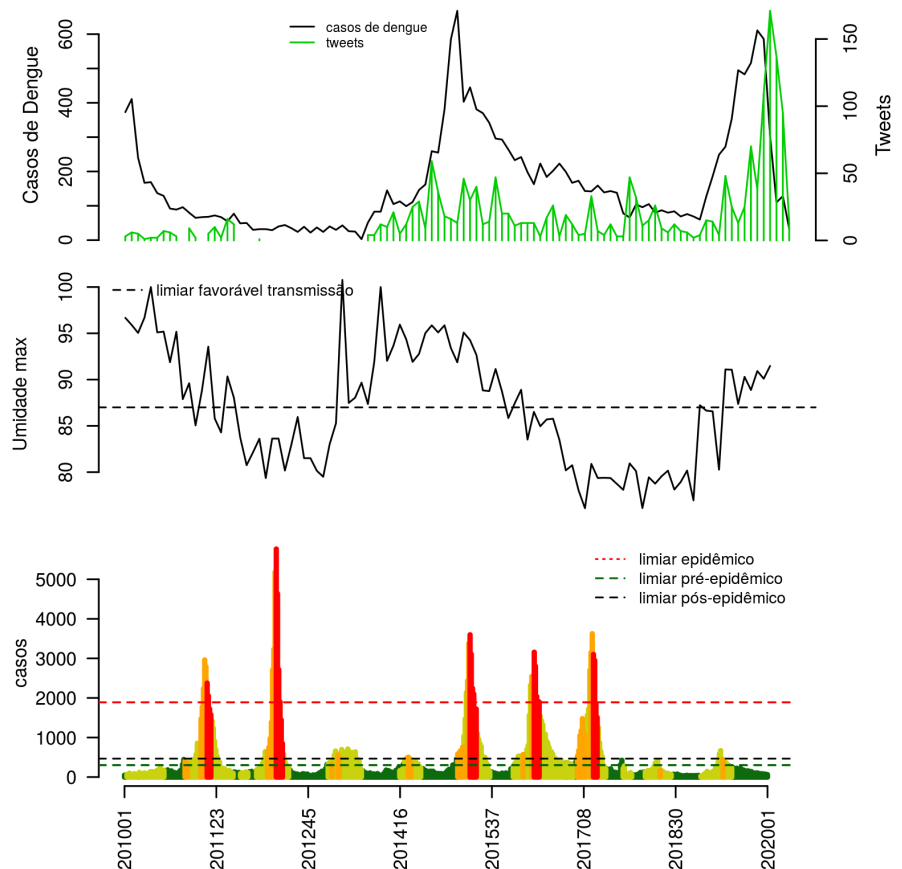 casos de dengue
tweets
Casos de Dengue
0
200
400
600
Tweets
0
50
100
150
limiar favorável transmissão
Umidade max
80
85
90
95
100
limiar epidêmico
limiar pré-epidêmico
limiar pós-epidêmico
casos
0
1000
2000
3000
4000
5000
201001
201123
201245
201416
201537
201708
201830
202001